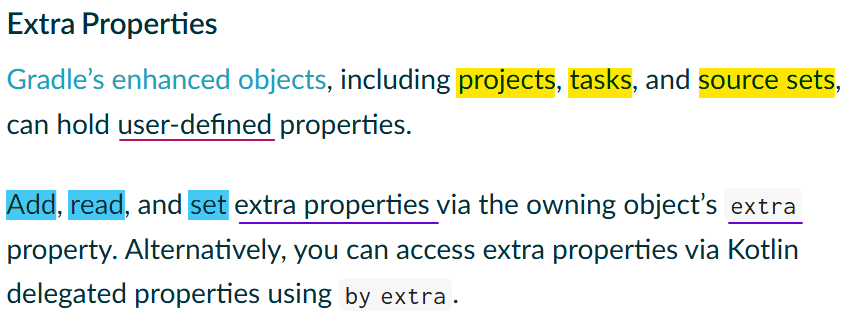 Extra Properties
Gradle’s enhanced objects, including projects, tasks, and source sets,
can hold user-defined properties.
Add, read, and set extra properties via the owning object’s extra
property. Alternatively, you can access extra properties via Kotlin
delegated properties using by extra.